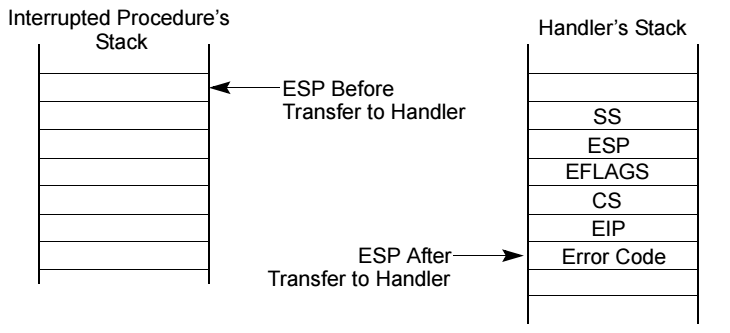 Interrupted Procedure's
Stack
Handler's Stack
ESP Before
Transfer to Handler
SS
ESP
EFLAGS
CS
EIP
Error Code
ESP After
Transfer to Handler